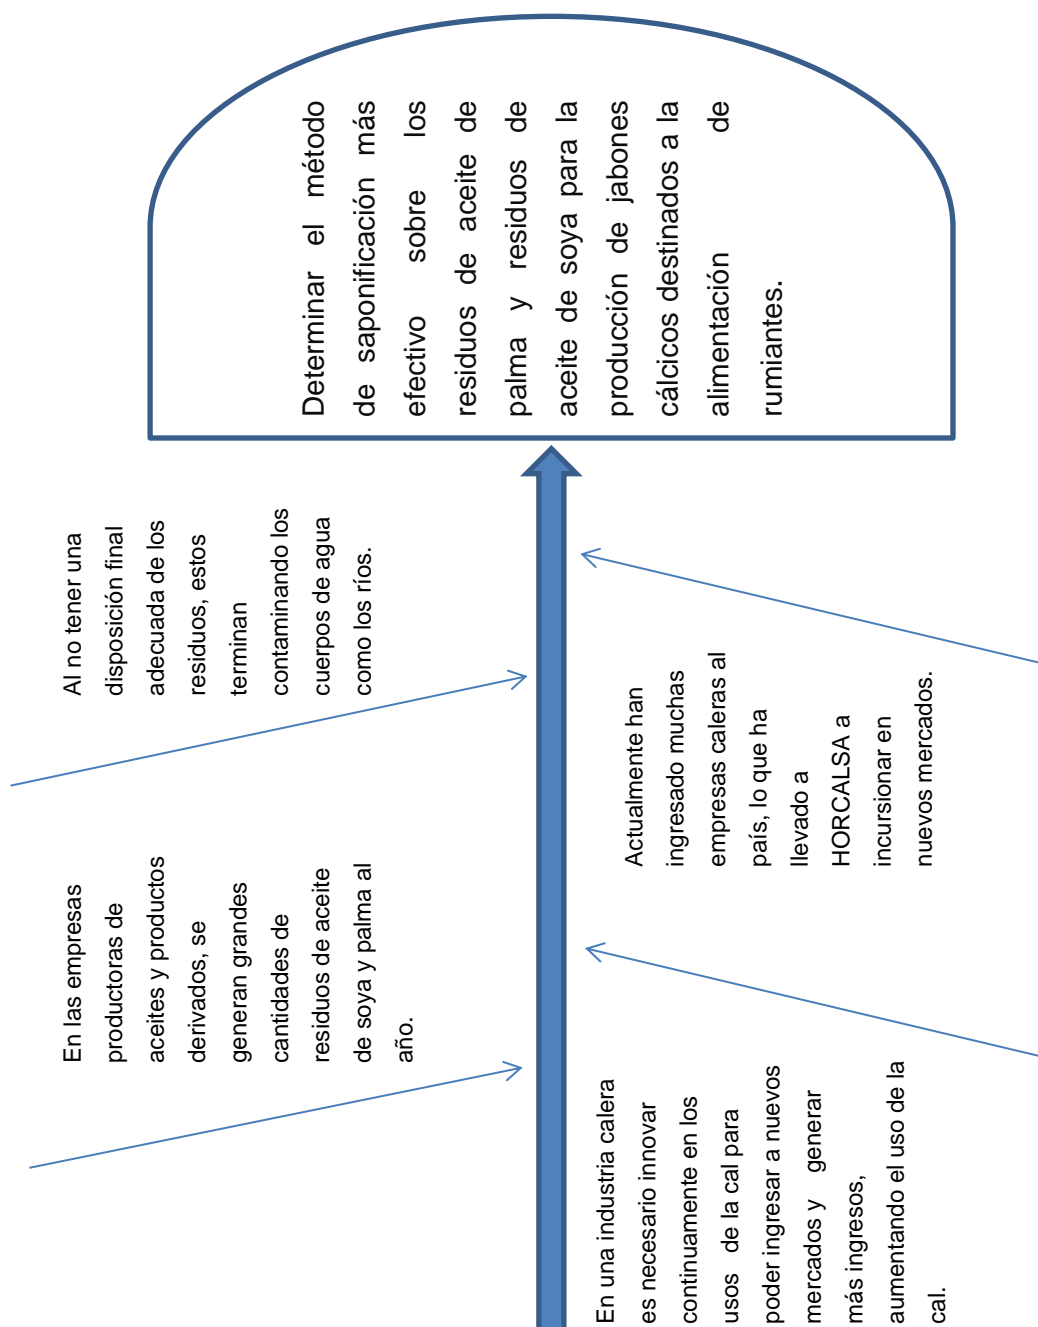 Determinar el método
de saponificación más
efectivo sobre los
residuos de aceite de
palma y residuos de
aceite de soya para la
producción de jabones
cálcicos destinados a la
alimentación de
rumiantes.
Al no tener una
disposición final
adecuada de los
residuos, estos
terminan
contaminando los
cuerpos de agua
como los ríos.
En las empresas
productoras de
aceites y productos
derivados, se
generan grandes
cantidades de
residuos de aceite
de soya y palma al
año.
Actualmente han
ingresado muchas
empresas caleras al
país, lo que ha
llevado a
HORCALSA a
incursionar en
nuevos mercados.
En una industria calera
es necesario innovar
continuamente en los
usos de la cal para
poder ingresar a nuevos
mercados y generar
más ingresos,
aumentando el uso de la
cal.